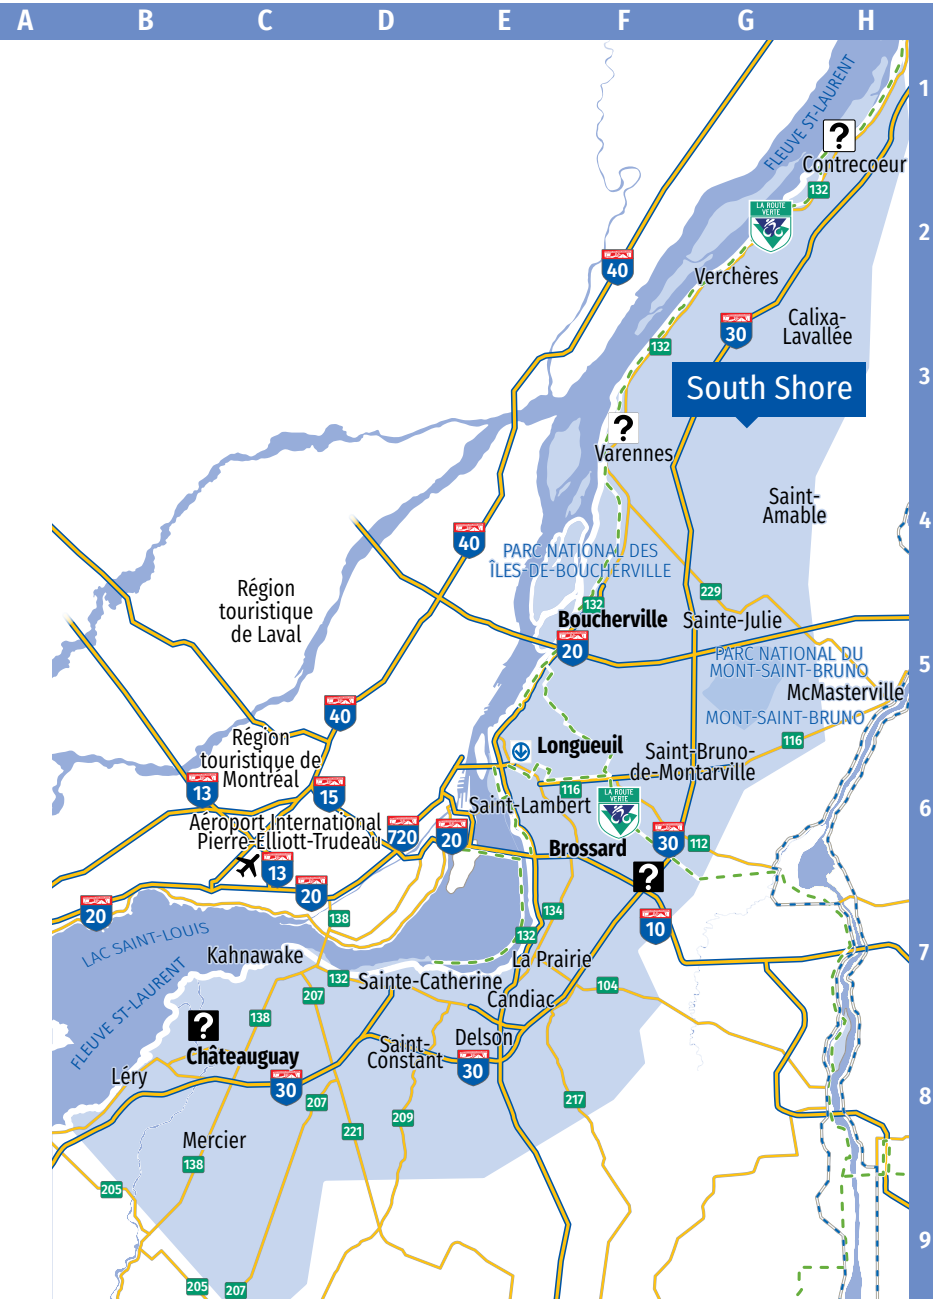 A B C D E F G H
1
FLEUVE ST-LAURENT
?
Contrecoeur
132
LA ROUTE
VERTE
2
40
Verchères
Calixa-
Lavallée
30
132
3
South Shore
?
Varennes
Saint-
Amable
4
40
PARC NATIONAL DES
ÎLES-DE-BOUCHERVILLE
Région
touristique
de Laval
229
132
Boucherville
Sainte-Julie
20
PARC NATIONAL DU
MONT-SAINT-BRUNO
5
McMasterville
MONT-SAINT-BRUNO
40
116
Région
touristique de
Montréal
Longueuil
Saint-Bruno-
de-Montarville
13
15
116
LA ROUTE
VERTE
Saint-Lambert
6
Aéroport International
Pierre-Elliott-Trudeau
720
20
30
112
Brossard
13
?
20
20
138
134
10
132
LAC SAINT-LOUIS
7
Kahnawake
La Prairie
132
Sainte-Catherine
104
207
Candiac
FLEUVE ST-LAURENT
138
?
Delson
Saint-
Constant
Châteauguay
Léry
30
30
8
207
217
209
221
Mercier
138
205
9
205
207